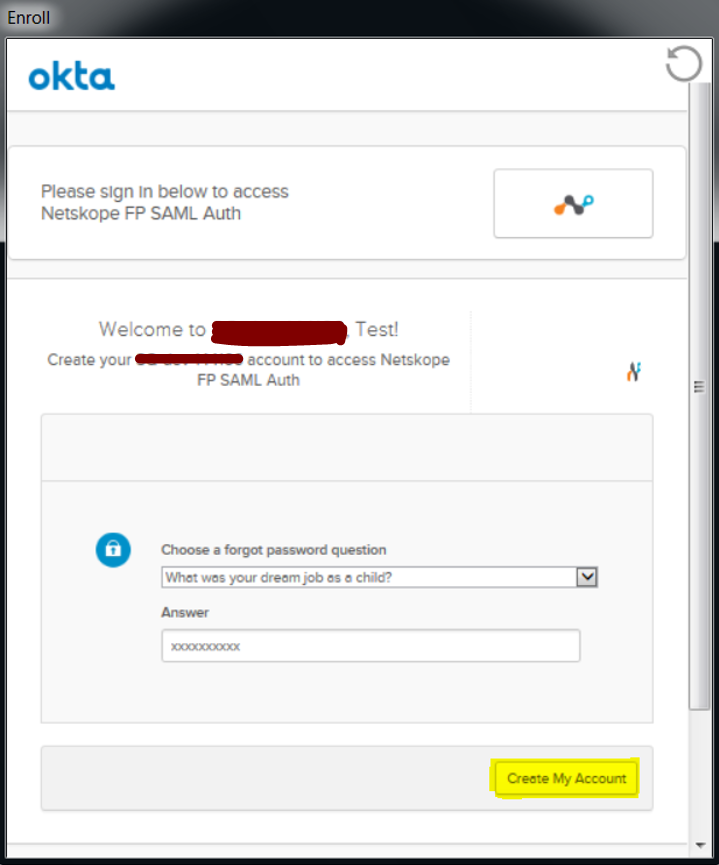 Enroll
okta
Please sign in below to access
Netskope FP SAML Auth
Welcome to , Test!
Create your account to access Netskope
FP SAML Auth
Choose a forgot password question
What was your dream job as a child?
Answer
xxxxxxxxxx
Create My Account